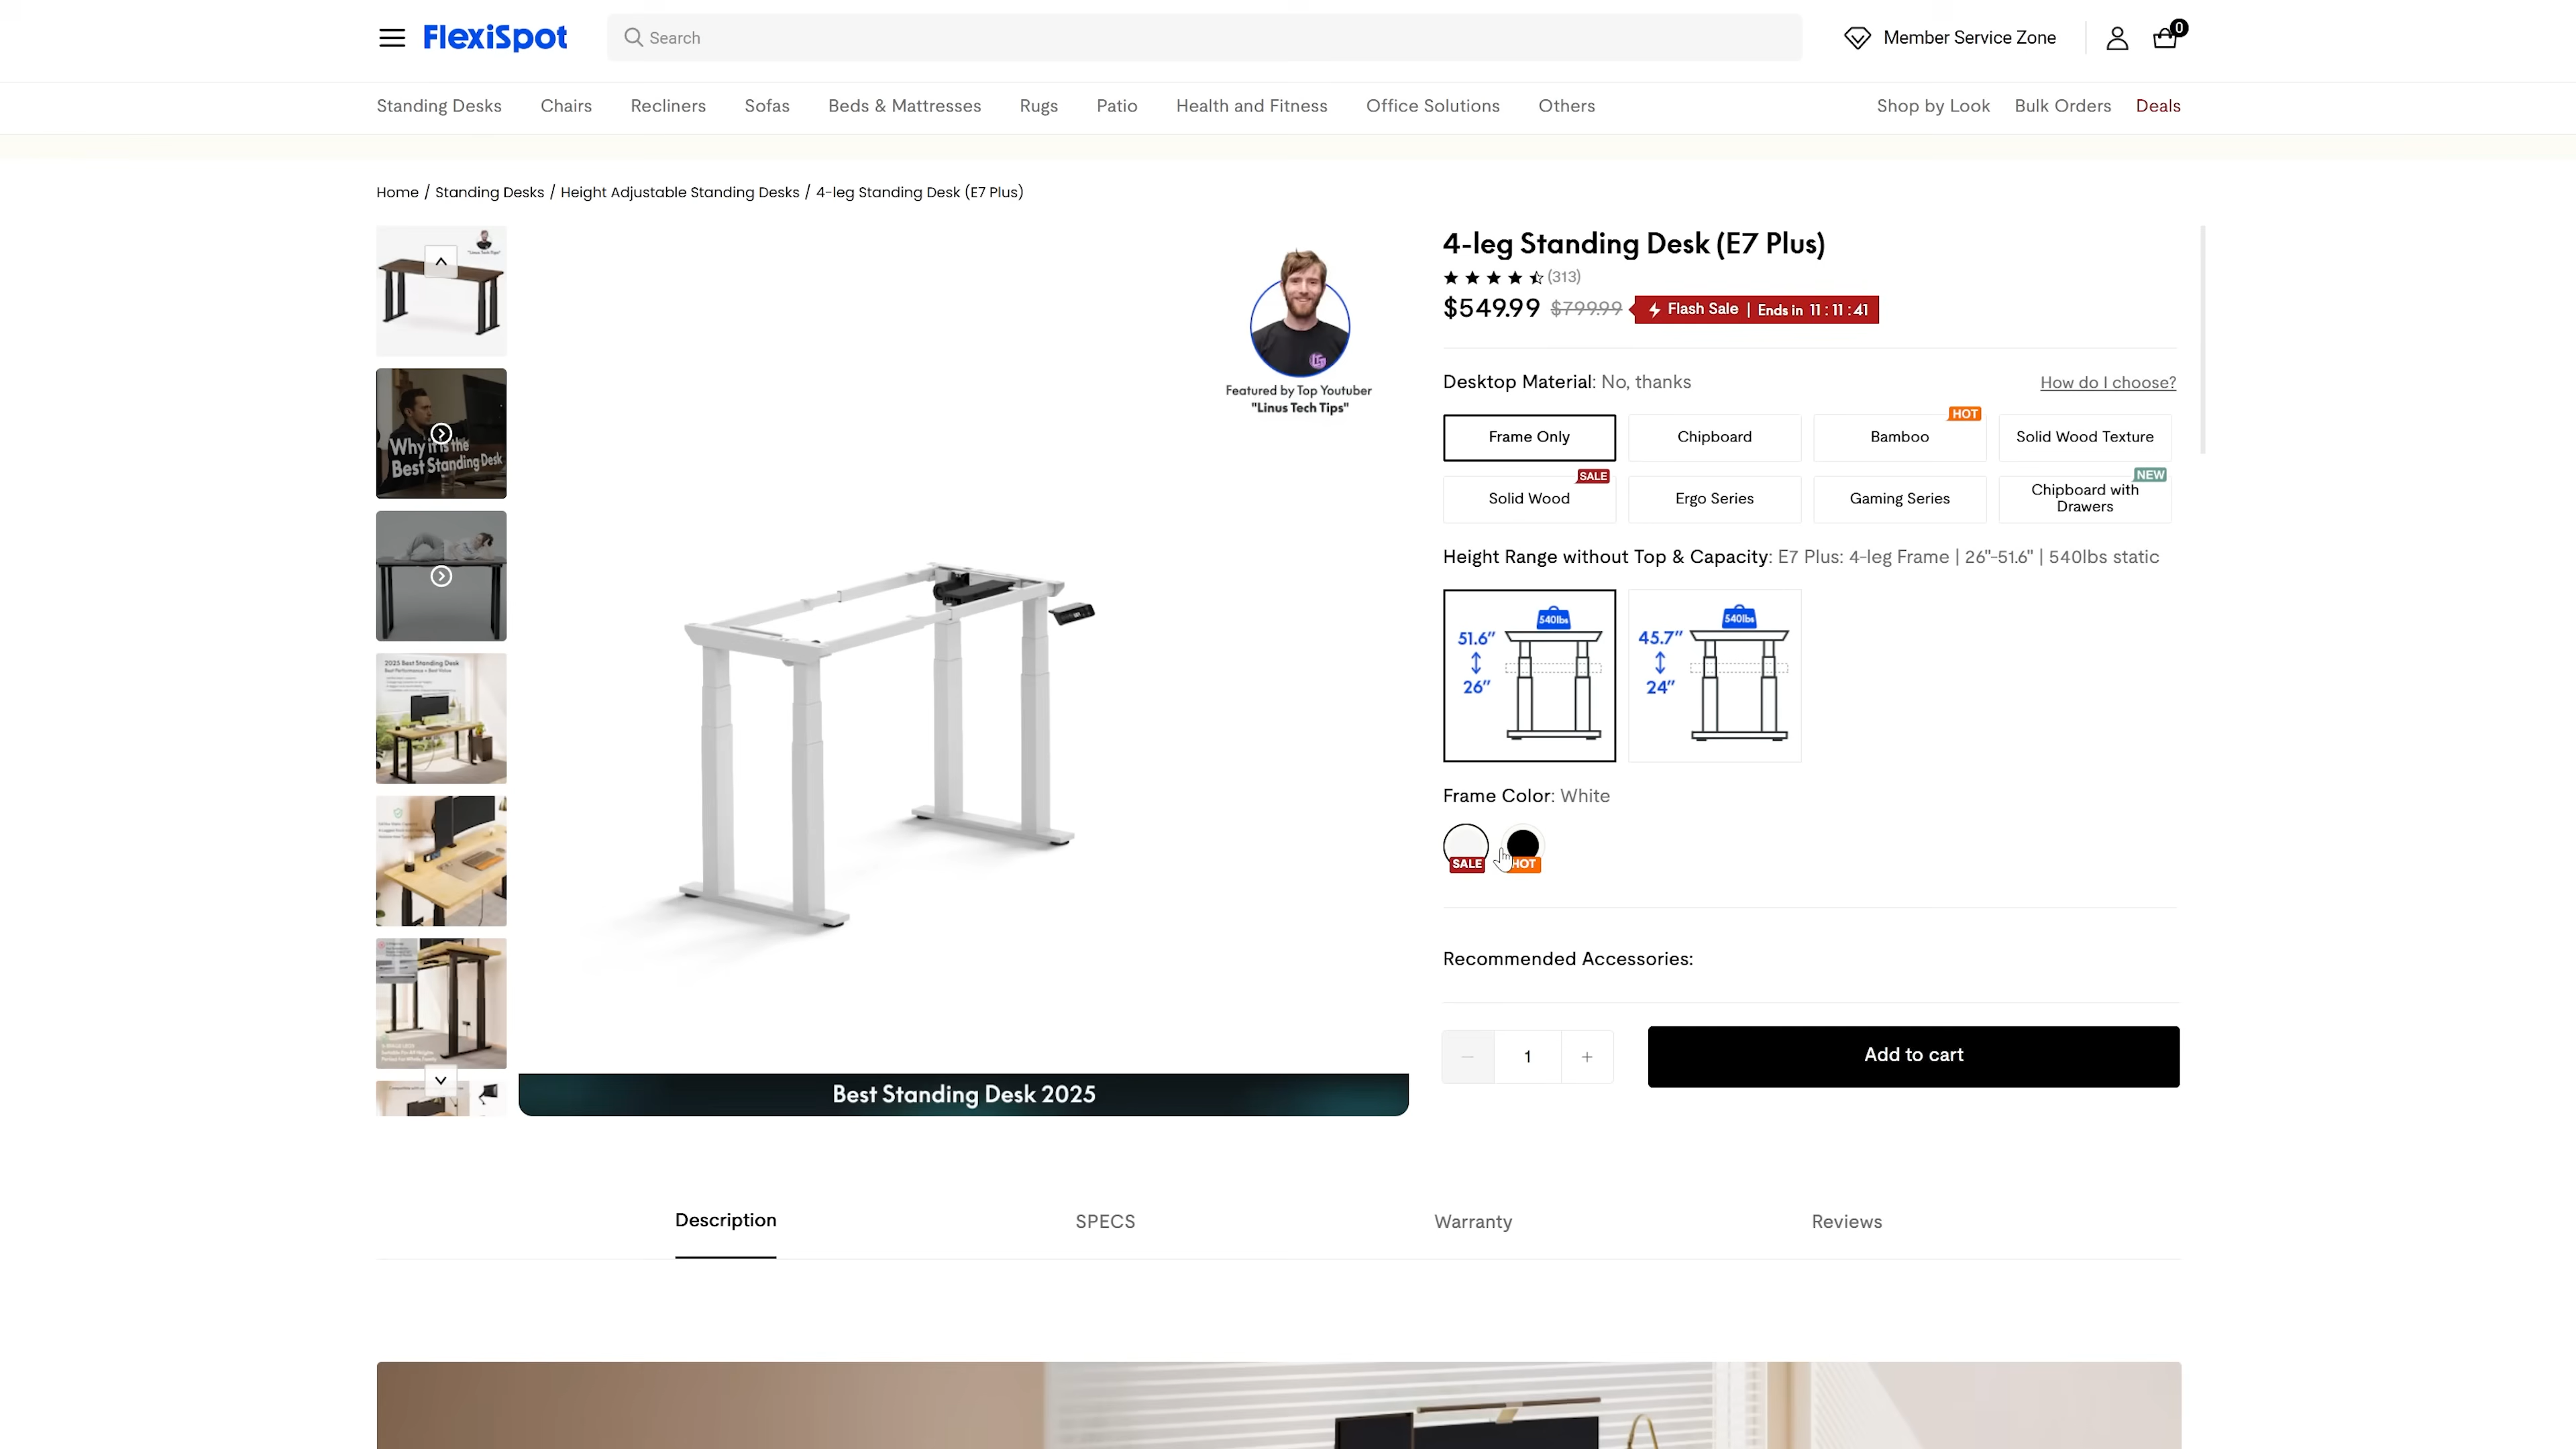 FlexiSpot
Search
Member Service Zone
0
Standing Desks
Chairs
Recliners
Sofas
Beds & Mattresses
Rugs
Patio
Health and Fitness
Office Solutions
Others
Shop by Look
Bulk Orders
Deals
Home / Standing Desks / Height Adjustable Standing Desks / 4-leg Standing Desk (E7 Plus)
"Linus Tech Tips"
Why it is the
Best Standing Desk
2025 Best Standing Desk
Best Performance + Best Value
Featured by Top Youtuber
"Linus Tech Tips"
Best Standing Desk 2025
4-leg Standing Desk (E7 Plus)
(313)
$549.99 $799.99 Flash Sale | Ends in 11 : 11 : 41
Desktop Material: No, thanks
How do I choose?
Frame Only
Chipboard
HOT
Bamboo
Solid Wood Texture
SALE
Solid Wood
Ergo Series
Gaming Series
NEW
Chipboard with
Drawers
Height Range without Top & Capacity: E7 Plus: 4-leg Frame | 26"-51.6" | 540lbs static
540lbs
51.6"
26"
540lbs
45.7"
24"
Frame Color: White
SALE
HOT
Recommended Accessories:
1
Add to cart
Description
SPECS
Warranty
Reviews